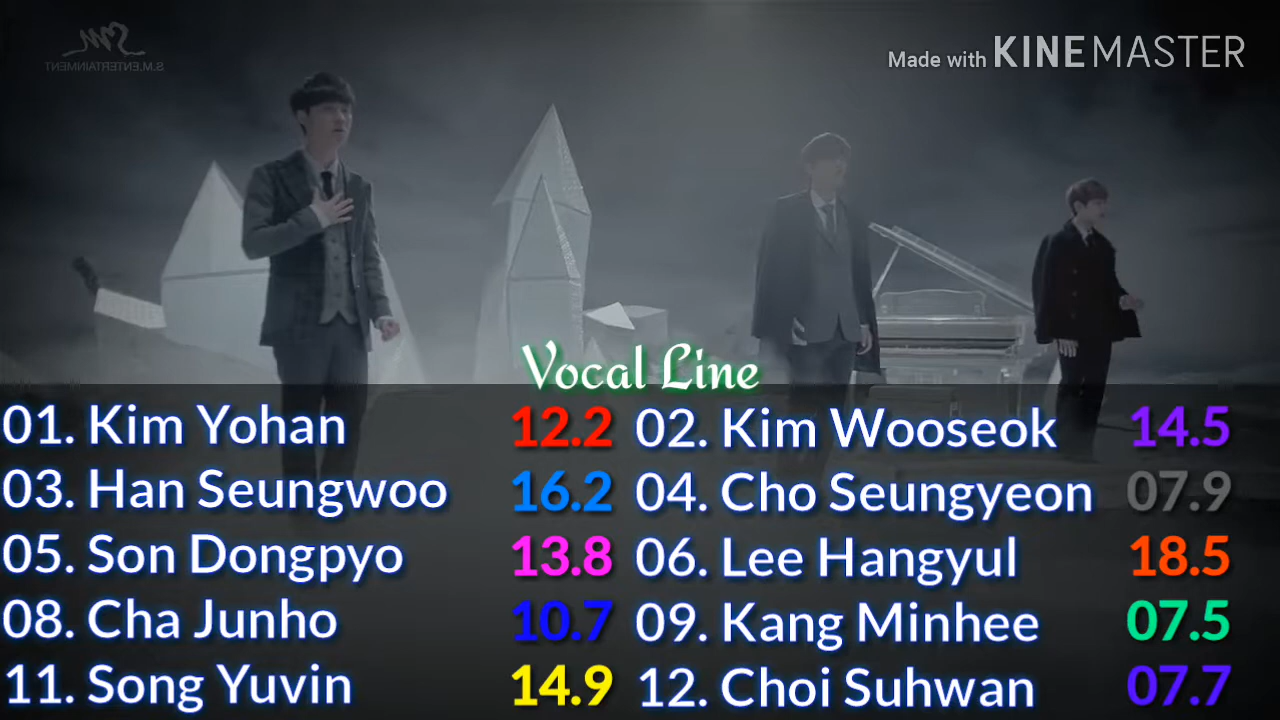 S.M.ENTERTAINMENT
Made with KINEMASTER
Vocal Line
01. Kim Yohan 12.2 02. Kim Wooseok 14.5
03. Han Seungwoo 16.2 04. Cho Seungyeon 07.9
05. Son Dongpyo 13.8 06. Lee Hangyul 18.5
08. Cha Junho 10.7 09. Kang Minhee 07.5
11. Song Yuvin 14.9 12. Choi Suhwan 07.7